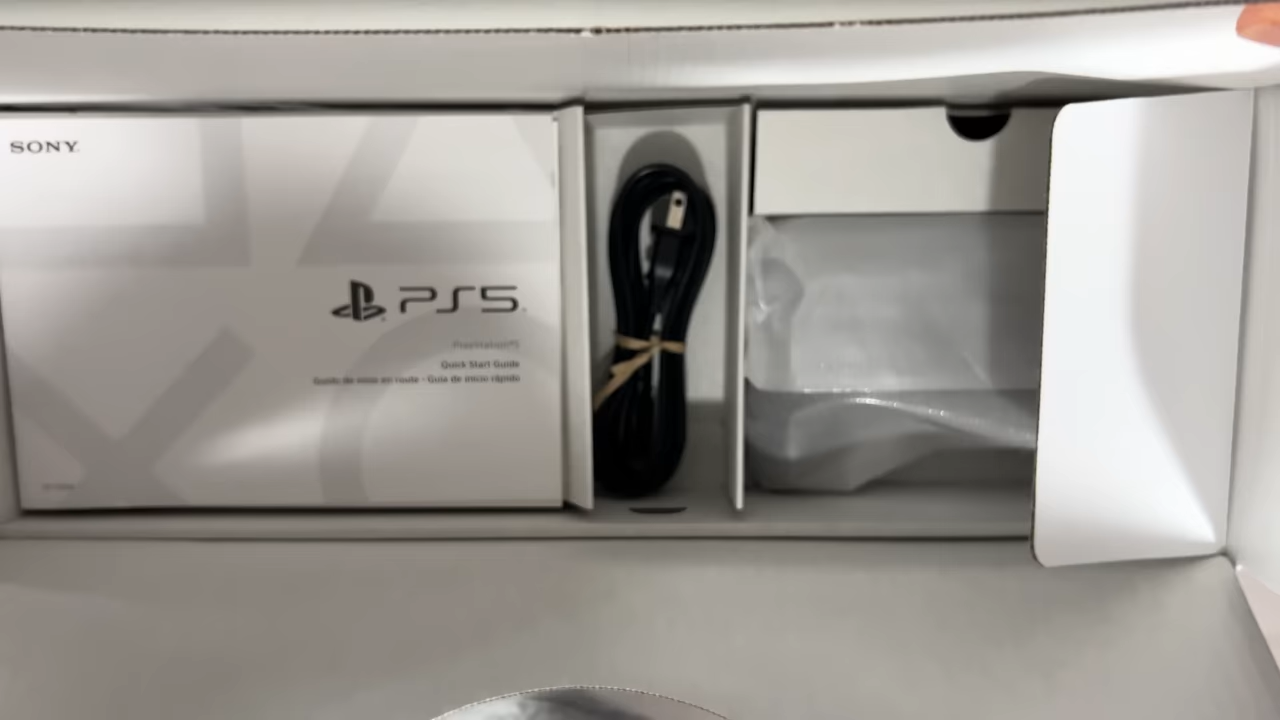 SONY
PS5
PlayStation®5
Quick Start Guide
Guide de mise en route • Guía de inicio rápido